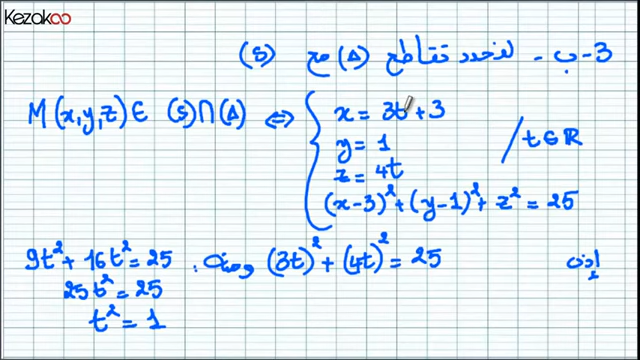 Kezakoo
3 - ب - لنحدد تقاطع (Δ) مع (S)
M(x,y,z) ∈ (S)∩(Δ) ⇔ { x = 3t + 3
y = 1 / t ∈ ℝ
z = 4t
(x-3)² + (y-1)² + z² = 25
إذن (3t)² + (4t)² = 25
ومنه : 9t² + 16t² = 25
25t² = 25
t² = 1